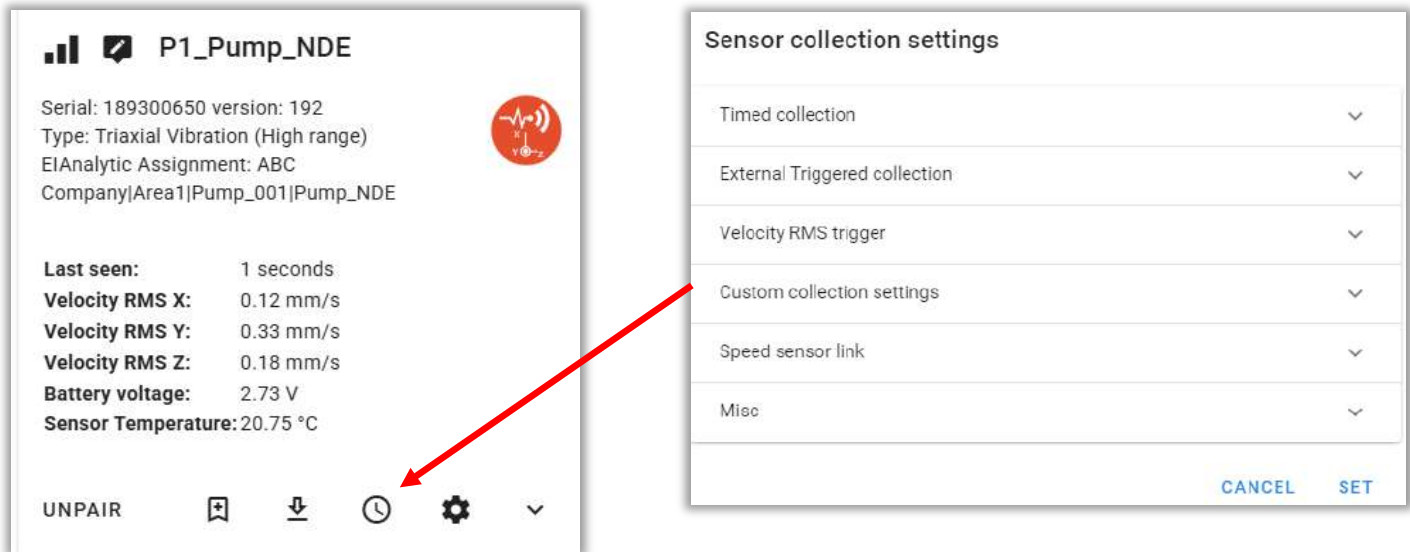 P1_Pump_NDE
Serial: 189300650 version: 192
Type: Triaxial Vibration (High range)
EIAnalytic Assignment: ABC
Company|Area1|Pump_001|Pump_NDE
X
Y
Z
Last seen: 1 seconds
Velocity RMS X: 0.12 mm/s
Velocity RMS Y: 0.33 mm/s
Velocity RMS Z: 0.18 mm/s
Battery voltage: 2.73 V
Sensor Temperature: 20.75 °C
UNPAIR
Sensor collection settings
Timed collection
External Triggered collection
Velocity RMS trigger
Custom collection settings
Speed sensor link
Misc
CANCEL SET